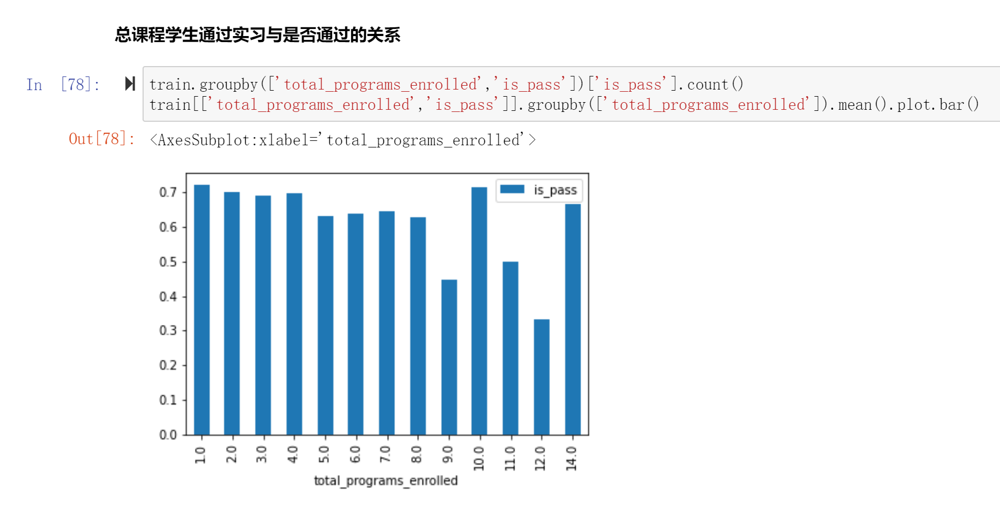 总课程学生通过实习与是否通过的关系
In [78]:
train.groupby(['total_programs_enrolled','is_pass'])['is_pass'].count()
train[['total_programs_enrolled','is_pass']].groupby(['total_programs_enrolled']).mean().plot.bar()
Out[78]: <AxesSubplot:xlabel='total_programs_enrolled'>
is_pass
0.7
0.6
0.5
0.4
0.3
0.2
0.1
0.0
1.0 2.0 3.0 4.0 5.0 6.0 7.0 8.0 9.0 10.0 11.0 12.0 14.0
total_programs_enrolled